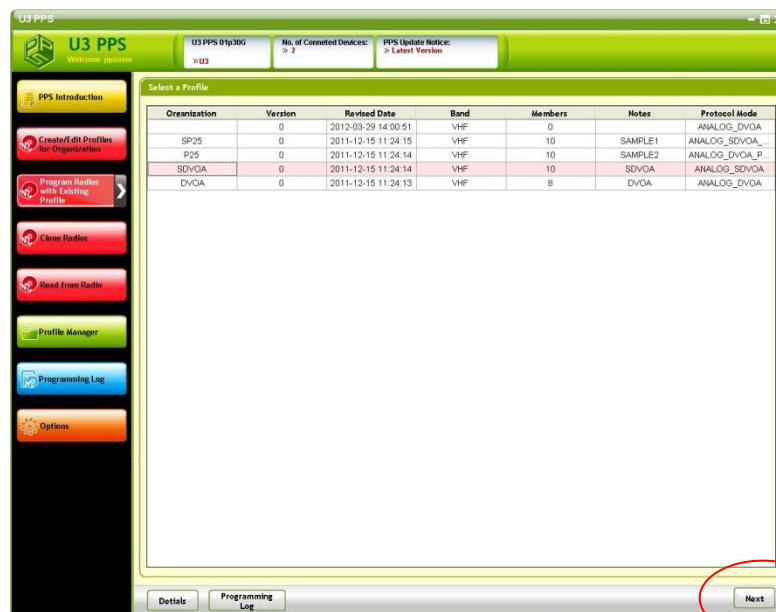 U3 PPS
U3 PPS
Welcome ppsuser
U3 PPS 01p30G
» U3
No. of Conneted Devices:
» 2
PPS Update Notice:
» Latest Version
PPS Introduction
Create/Edit Profiles
for Organization
Program Radios
with Existing
Profile
Clone Radios
Read from Radio
Profile Manager
Programming Log
Options
Select a Profile
Organization Version Revised Date Band Members Notes Protocol Mode
0 2012-03-29 14:00:51 VHF 0 ANALOG_DVOA
SP25 0 2011-12-15 11:24:15 VHF 10 SAMPLE1 ANALOG_SDVOA_...
P25 0 2011-12-15 11:24:14 VHF 10 SAMPLE2 ANALOG_DVOA_P...
SDVOA 0 2011-12-15 11:24:14 VHF 10 SDVOA ANALOG_SDVOA
DVOA 0 2011-12-15 11:24:13 VHF 8 DVOA ANALOG_DVOA
Detials
Programming
Log
Next